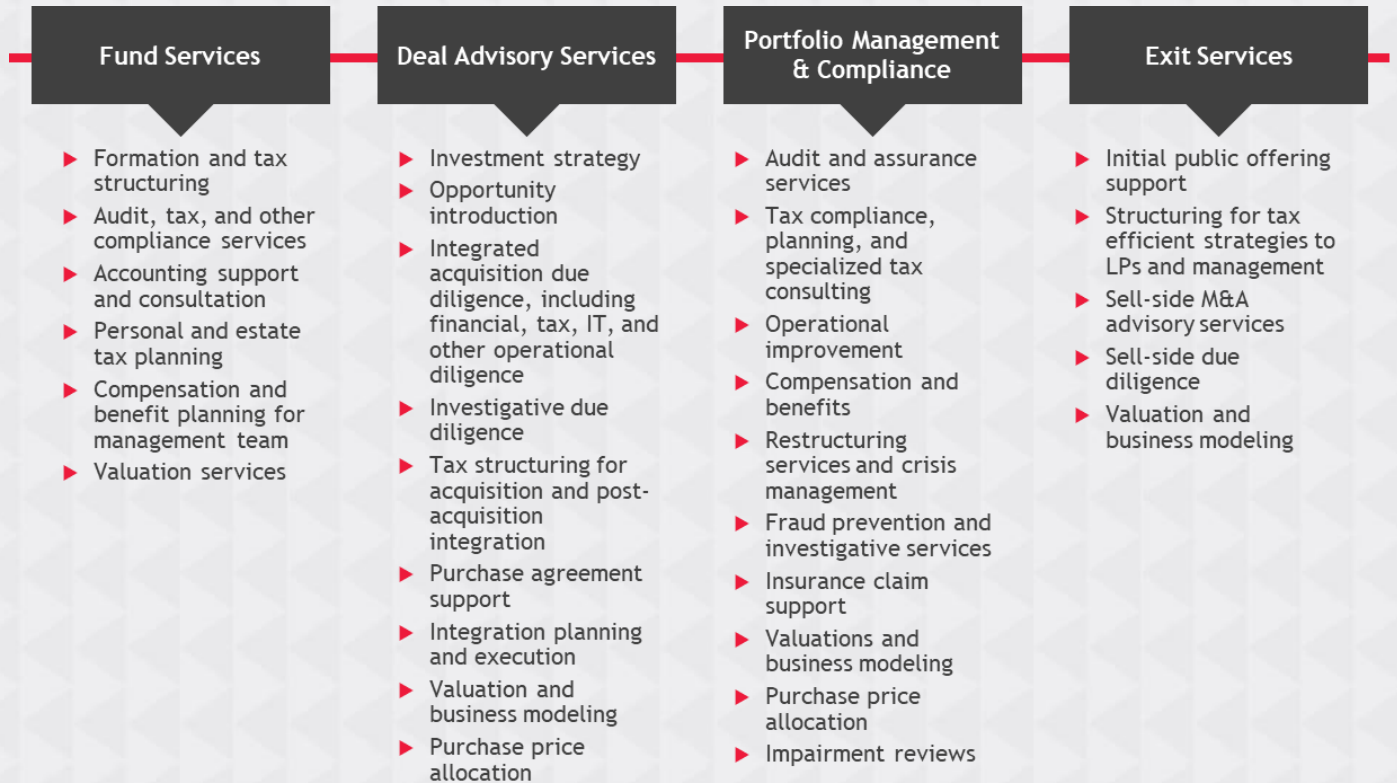 Fund Services
Formation and tax
structuring
Audit, tax, and other
compliance services
Accounting support
and consultation
Personal and estate
tax planning
Compensation and
benefit planning for
management team
Valuation services
Deal Advisory Services
Investment strategy
Opportunity
introduction
Integrated
acquisition due
diligence, including
financial, tax, IT, and
other operational
diligence
Investigative due
diligence
Tax structuring for
acquisition and post-
acquisition
integration
Purchase agreement
support
Integration planning
and execution
Valuation and
business modeling
Purchase price
allocation
Portfolio Management
& Compliance
Audit and assurance
services
Tax compliance,
planning, and
specialized tax
consulting
Operational
improvement
Compensation and
benefits
Restructuring
services and crisis
management
Fraud prevention and
investigative services
Insurance claim
support
Valuations and
business modeling
Purchase price
allocation
Impairment reviews
Exit Services
Initial public offering
support
Structuring for tax
efficient strategies to
LPs and management
Sell-side M&A
advisory services
Sell-side due
diligence
Valuation and
business modeling